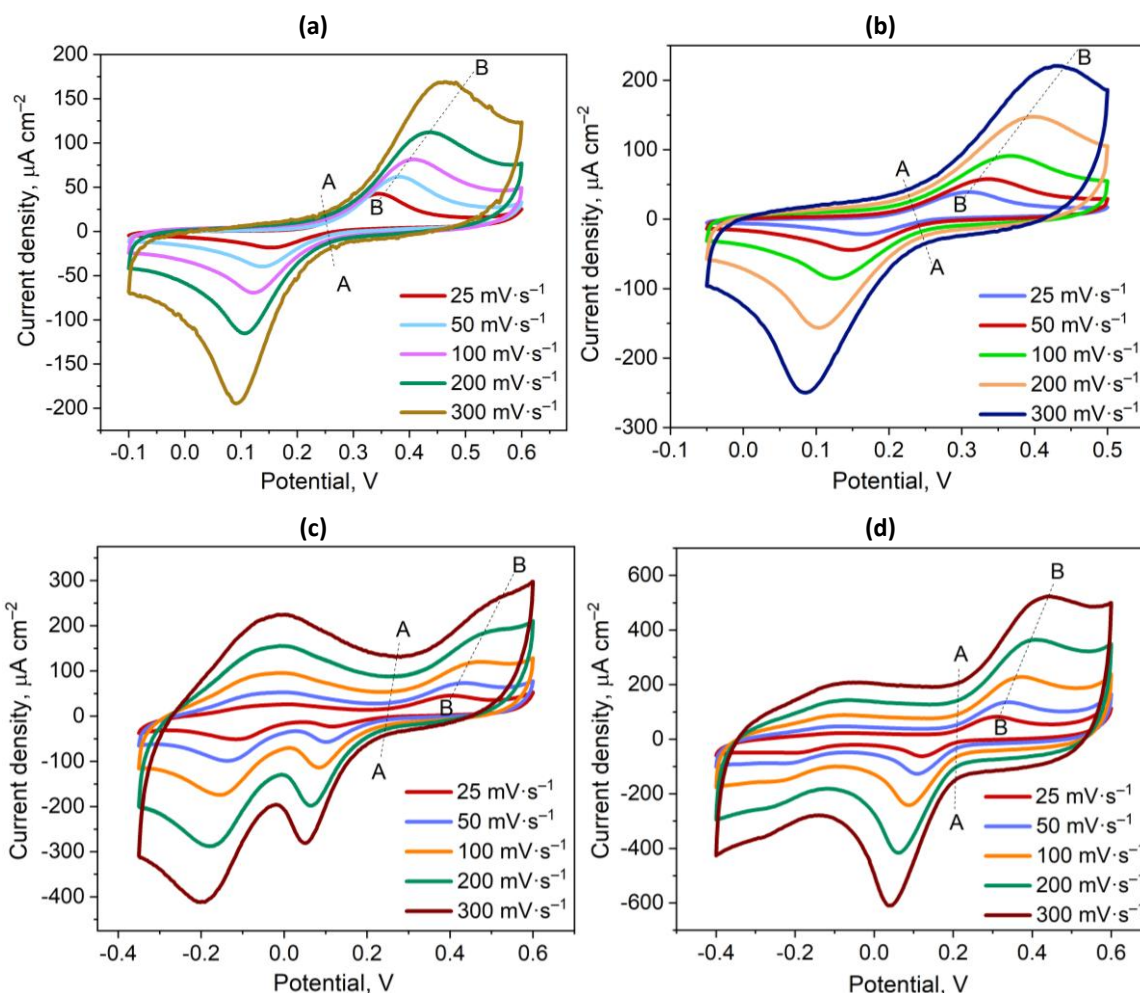 (a)
200
150
100
50
0
-50
-100
-150
-200
Current density, μA cm⁻²
-0.1 0.0 0.1 0.2 0.3 0.4 0.5 0.6
Potential, V
A
A
B
B
25 mV·s⁻¹
50 mV·s⁻¹
100 mV·s⁻¹
200 mV·s⁻¹
300 mV·s⁻¹
(b)
200
100
0
-100
-200
-300
Current density, μA cm⁻²
-0.1 0.0 0.1 0.2 0.3 0.4 0.5
Potential, V
A
A
B
B
25 mV·s⁻¹
50 mV·s⁻¹
100 mV·s⁻¹
200 mV·s⁻¹
300 mV·s⁻¹
(c)
300
200
100
0
-100
-200
-300
-400
Current density, μA cm⁻²
-0.4 -0.2 0.0 0.2 0.4 0.6
Potential, V
A
A
B
B
25 mV·s⁻¹
50 mV·s⁻¹
100 mV·s⁻¹
200 mV·s⁻¹
300 mV·s⁻¹
(d)
600
400
200
0
-200
-400
-600
Current density, μA cm⁻²
-0.4 -0.2 0.0 0.2 0.4 0.6
Potential, V
A
A
B
B
25 mV·s⁻¹
50 mV·s⁻¹
100 mV·s⁻¹
200 mV·s⁻¹
300 mV·s⁻¹